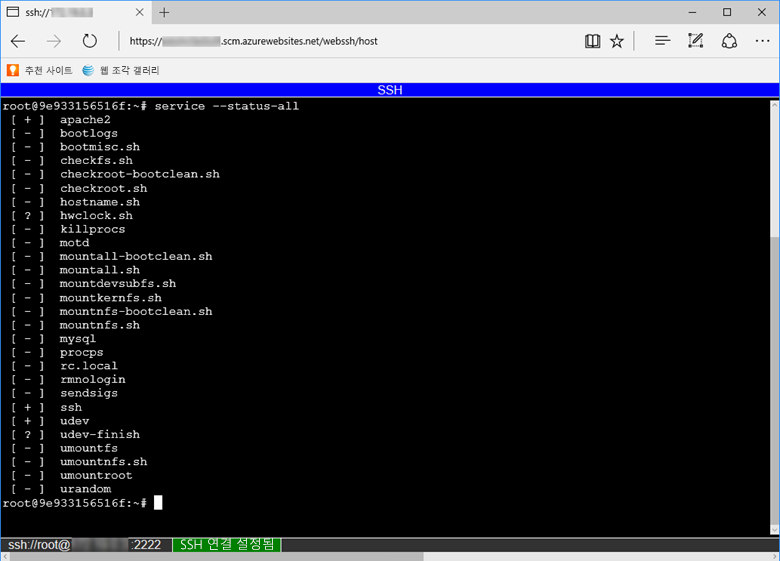 ssh://
https:// .scm.azurewebsites.net/webssh/host
추천 사이트 웹 조각 갤러리
SSH
root@9e933156516f:~# service --status-all
[ + ] apache2
[ - ] bootlogs
[ - ] bootmisc.sh
[ - ] checkfs.sh
[ - ] checkroot-bootclean.sh
[ - ] checkroot.sh
[ - ] hostname.sh
[ ? ] hwclock.sh
[ - ] killprocs
[ - ] motd
[ - ] mountall-bootclean.sh
[ - ] mountall.sh
[ - ] mountdevsubfs.sh
[ - ] mountkernfs.sh
[ - ] mountnfs-bootclean.sh
[ - ] mountnfs.sh
[ - ] mysql
[ - ] procps
[ - ] rc.local
[ - ] rmnologin
[ - ] sendsigs
[ + ] ssh
[ + ] udev
[ ? ] udev-finish
[ - ] umountfs
[ - ] umountnfs.sh
[ - ] umountroot
[ - ] urandom
root@9e933156516f:~#
ssh://root@ :2222 SSH 연결 설정됨